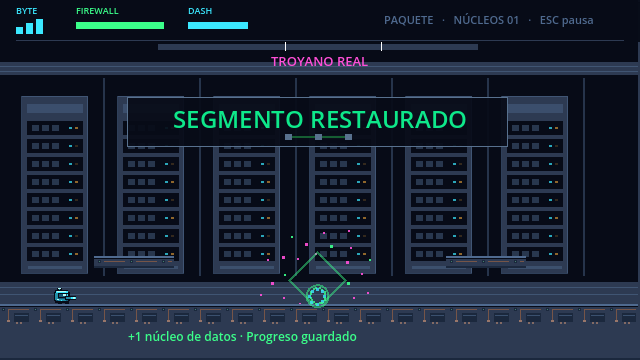 BYTE FIREWALL DASH PAQUETE · NÚCLEOS 01 · ESC pausa
TROYANO REAL
SEGMENTO RESTAURADO
+1 núcleo de datos · Progreso guardado